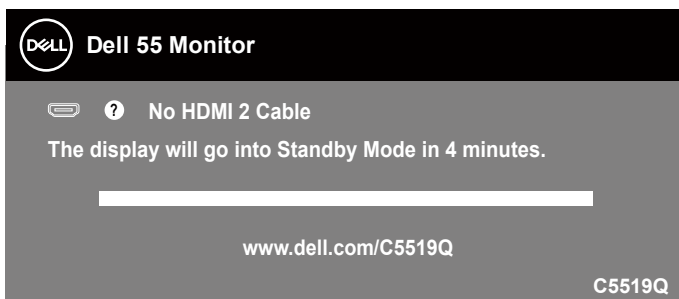 DELL Dell 55 Monitor
? No HDMI 2 Cable
The display will go into Standby Mode in 4 minutes.
www.dell.com/C5519Q
C5519Q